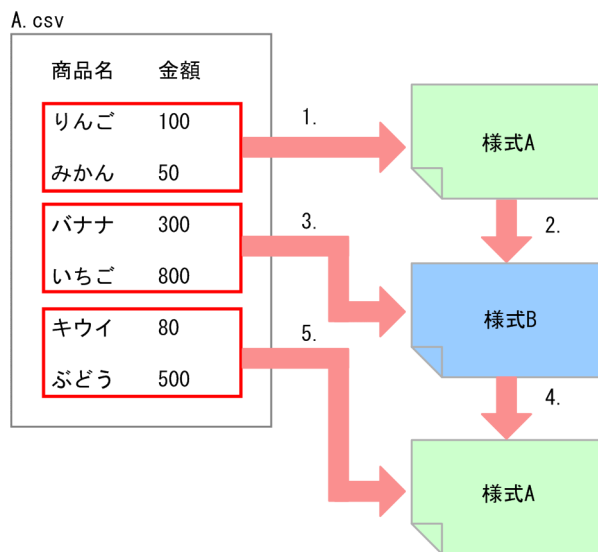 A.csv
商品名 金額
りんご 100
みかん 50
バナナ 300
いちご 800
キウイ 80
ぶどう 500
1.
様式A
2.
3.
様式B
4.
5.
様式A